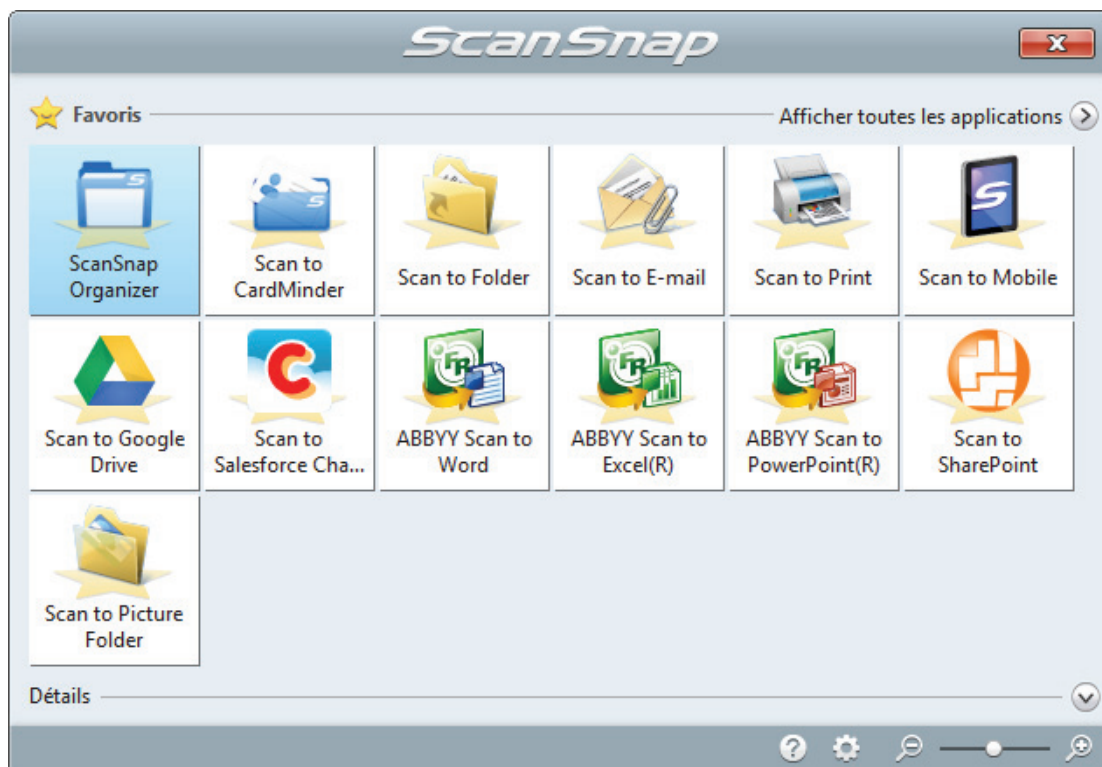 ScanSnap
Favoris
Afficher toutes les applications
ScanSnap
Organizer
Scan to
CardMinder
Scan to Folder
Scan to E-mail
Scan to Print
Scan to Mobile
Scan to Google
Drive
Scan to
Salesforce Cha...
ABBYY Scan to
Word
ABBYY Scan to
Excel(R)
ABBYY Scan to
PowerPoint(R)
Scan to
SharePoint
Scan to Picture
Folder
Détails